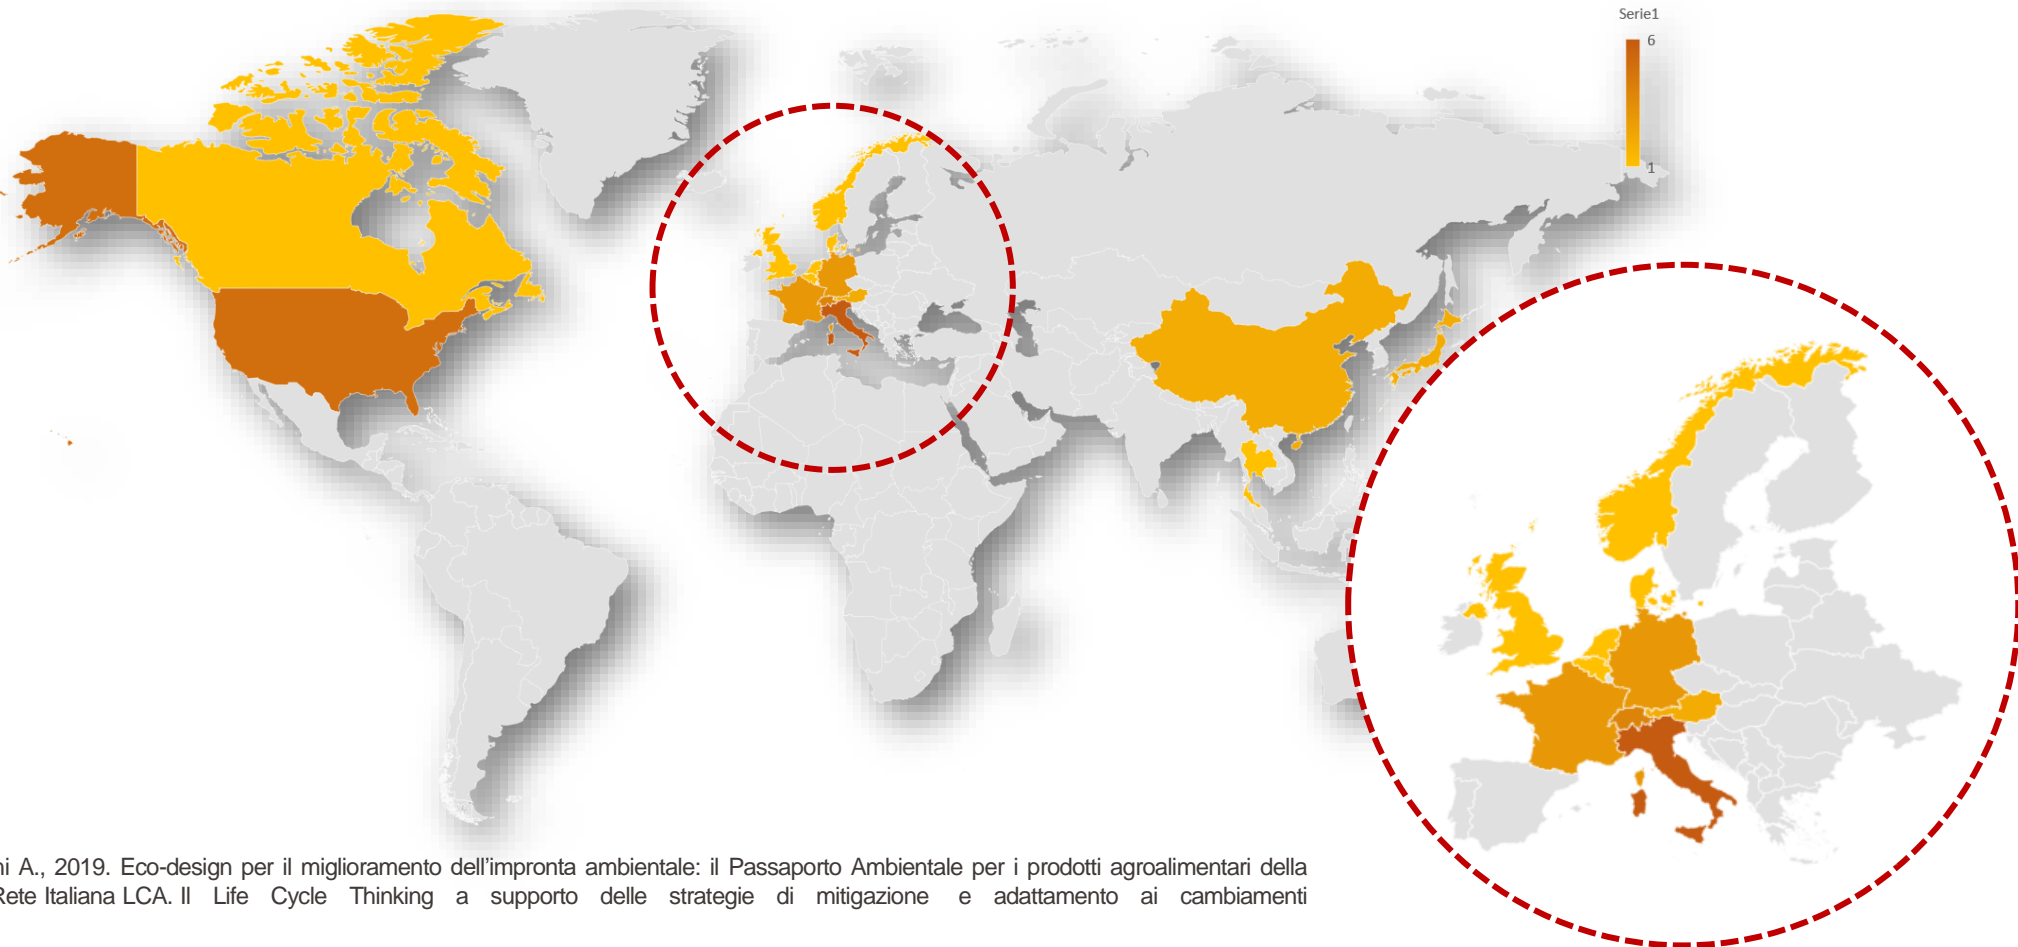 Serie1
6
1
ni A., 2019. Eco-design per il miglioramento dell’impronta ambientale: il Passaporto Ambientale per i prodotti agroalimentari della
Rete Italiana LCA. Il Life Cycle Thinking a supporto delle strategie di mitigazione e adattamento ai cambiamenti